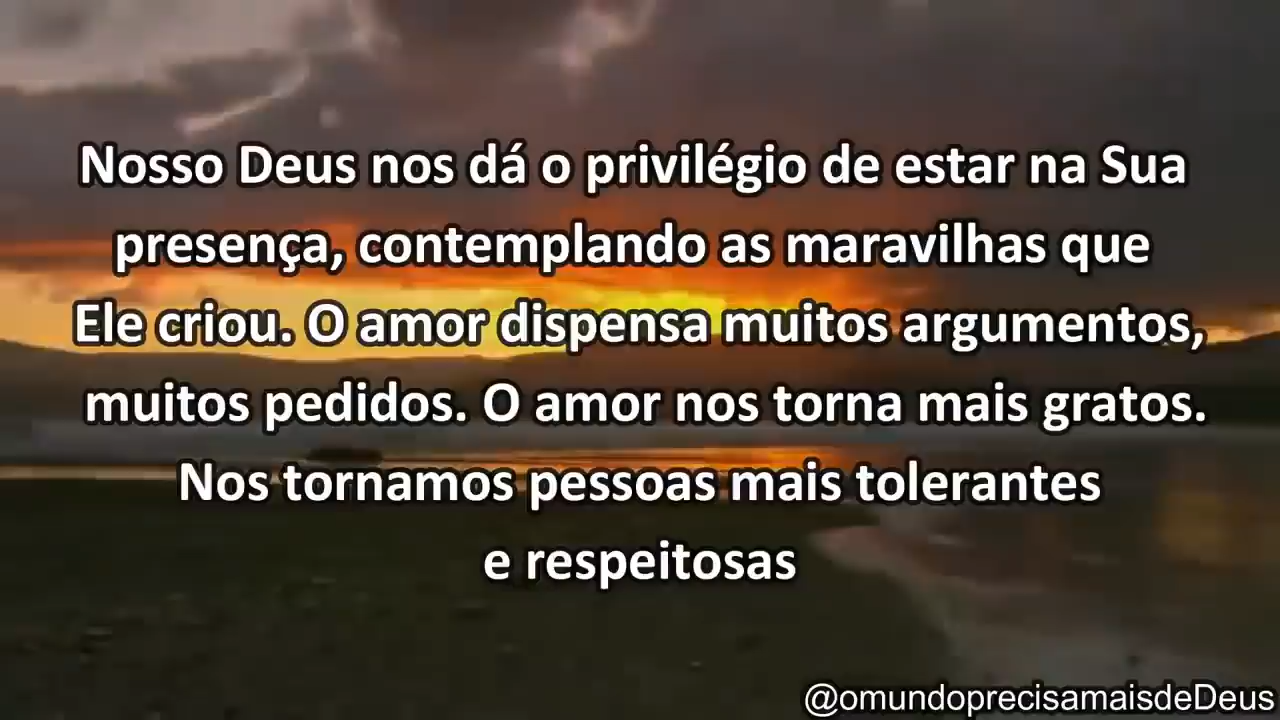 Nosso Deus nos dá o privilégio de estar na Sua
presença, contemplando as maravilhas que
Ele criou. O amor dispensa muitos argumentos,
muitos pedidos. O amor nos torna mais gratos.
Nos tornamos pessoas mais tolerantes
e respeitosas
@omundoprecisamaisdeDeus